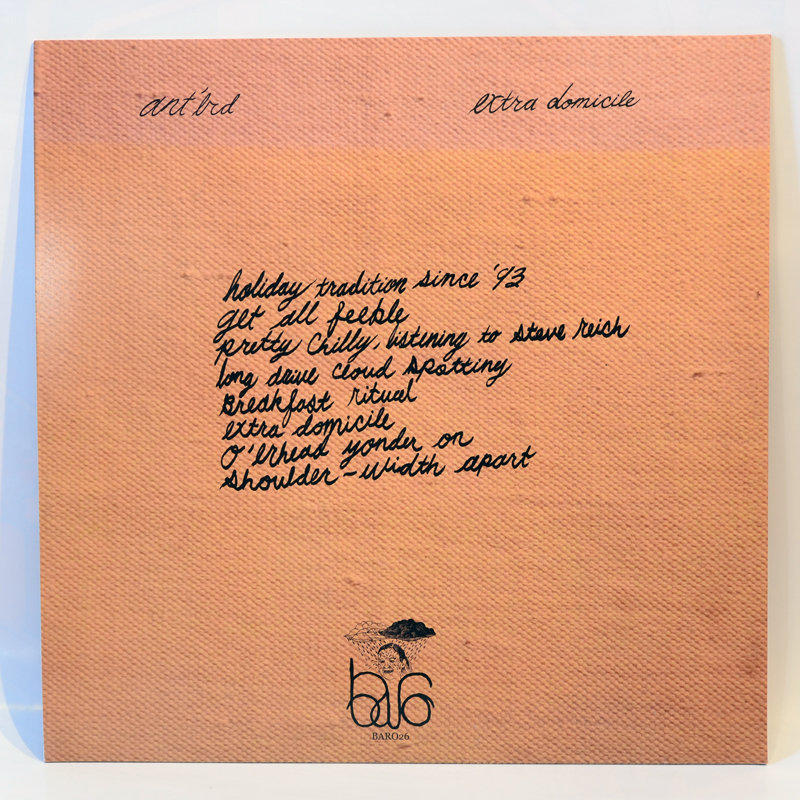 ant'brd
extra domicile
holiday tradition since '93
get all feeble
pretty chilly, listening to steve reich
long drive cloud spotting
Breakfast ritual
extra domicile
O'erhead yonder on
shoulder-width apart
baro
BARO26